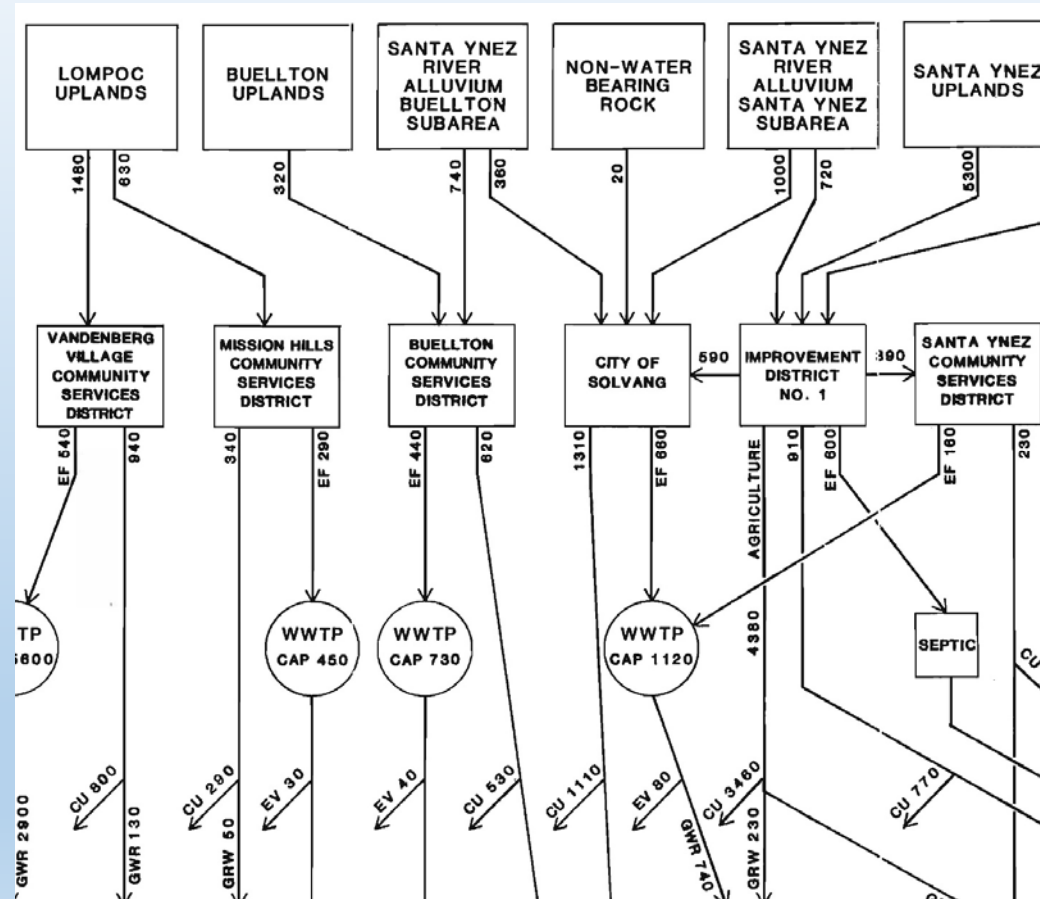 LOMPOC
UPLANDS
BUELLTON
UPLANDS
SANTA YNEZ
RIVER
ALLUVIUM
BUELLTON
SUBAREA
NON-WATER
BEARING
ROCK
SANTA YNEZ
RIVER
ALLUVIUM
SANTA YNEZ
SUBAREA
SANTA YNEZ
UPLANDS
1480
630
320
740
360
20
1000
720
5300
VANDENBERG
VILLAGE
COMMUNITY
SERVICES
DISTRICT
MISSION HILLS
COMMUNITY
SERVICES
DISTRICT
BUELLTON
COMMUNITY
SERVICES
DISTRICT
CITY OF
SOLVANG
590
IMPROVEMENT
DISTRICT
NO. 1
390
SANTA YNEZ
COMMUNITY
SERVICES
DISTRICT
EF 540
940
340
EF 290
EF 440
620
1310
EF 660
AGRICULTURE
4380
910
EF 600
EF 160
230
TP
5600
WWTP
CAP 450
WWTP
CAP 730
WWTP
CAP 1120
SEPTIC
CU
CU 800
CU 290
EV 30
EV 40
CU 530
CU 1110
EV 80
CU 3460
CU 770
GWR 2900
GWR 130
GRW 50
GWR 740
GRW 230